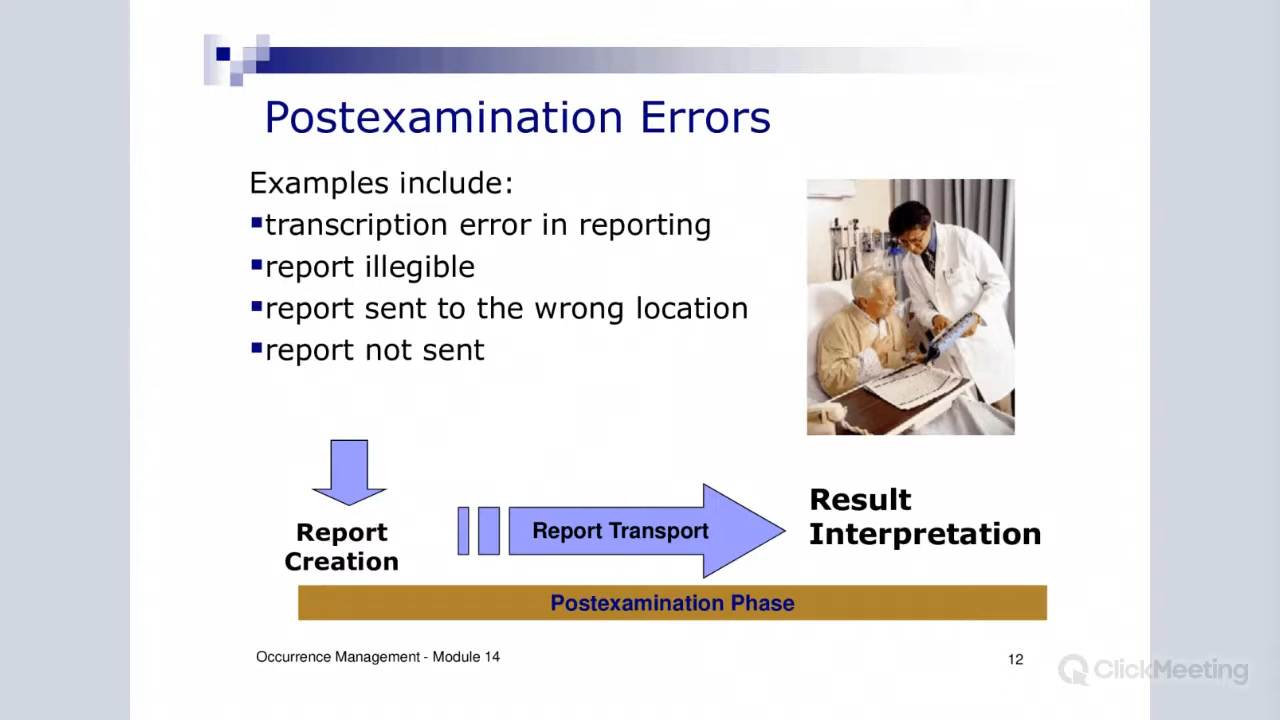 Postexamination Errors
Examples include:
▪transcription error in reporting
▪report illegible
▪report sent to the wrong location
▪report not sent
Report
Creation
Report Transport
Result
Interpretation
Postexamination Phase
Occurrence Management - Module 14
12
ClickMeeting